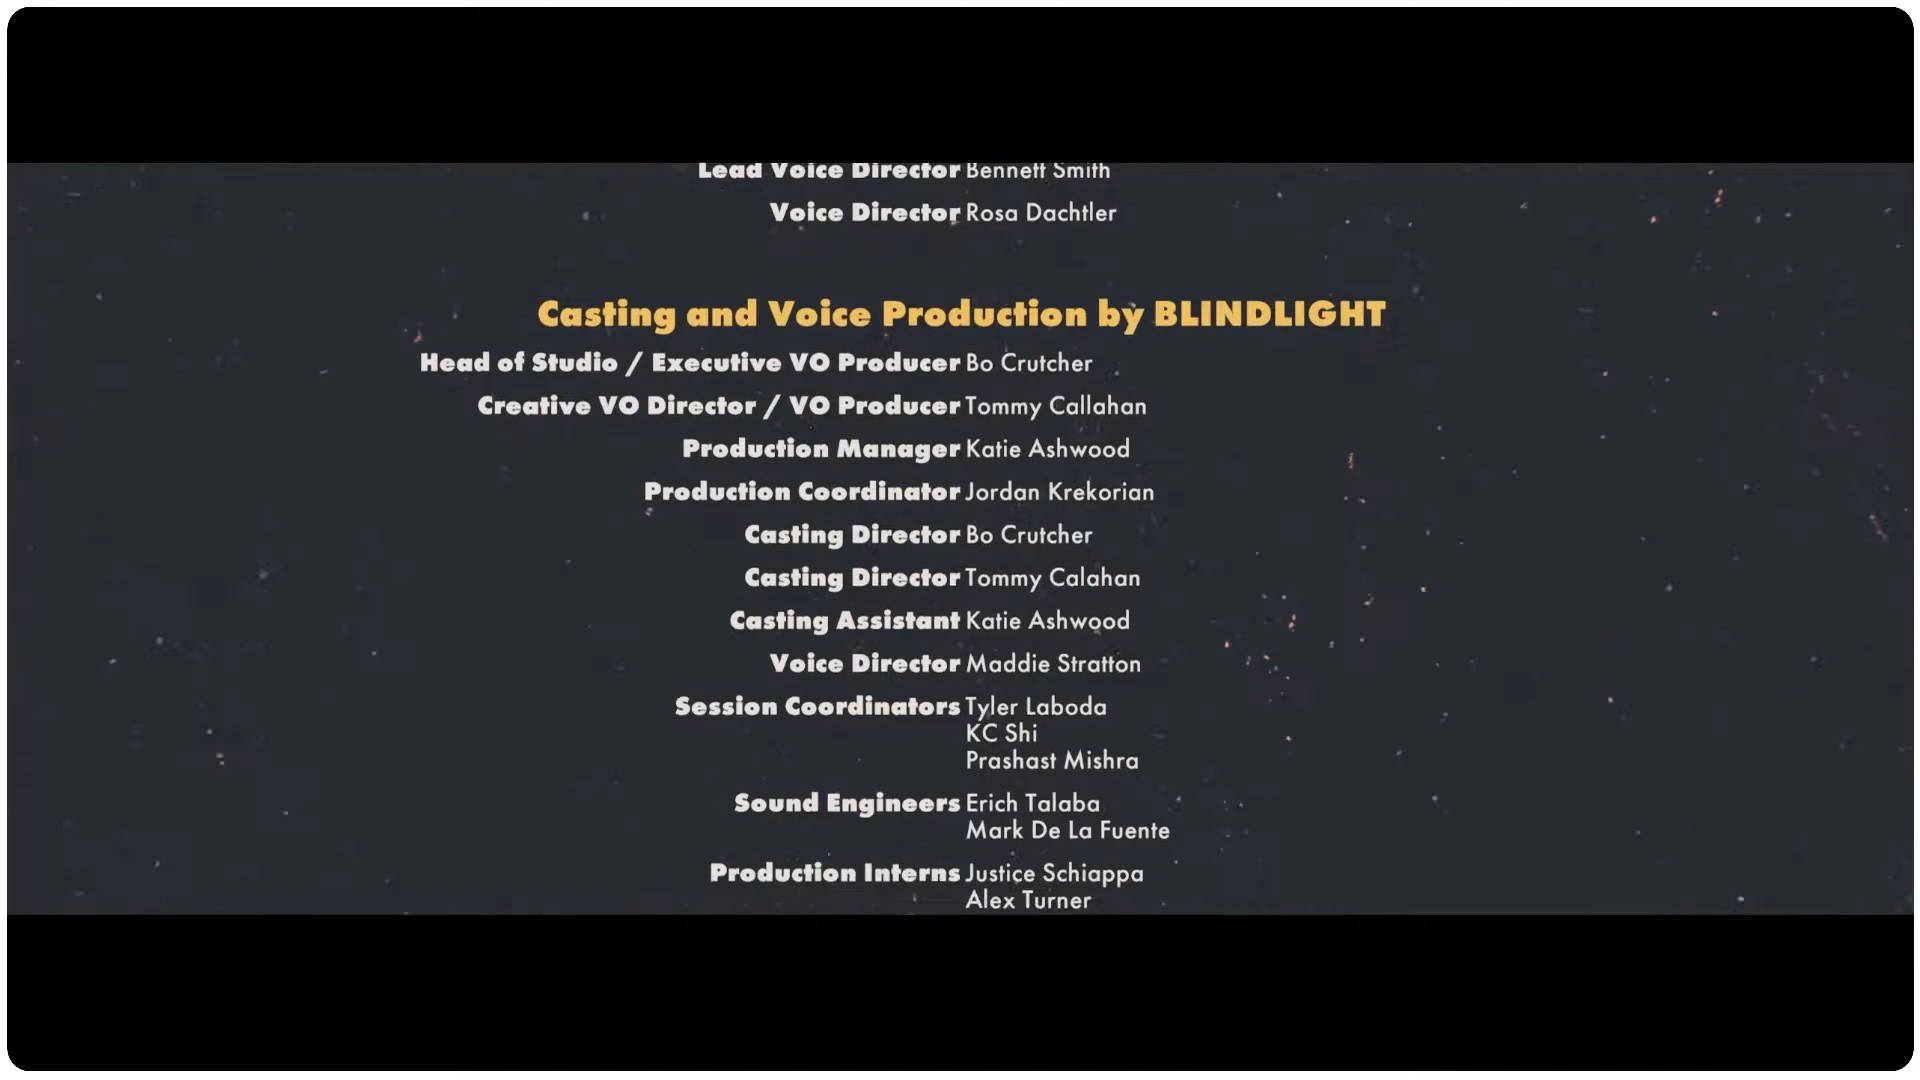 Lead Voice Director Bennett Smith
Voice Director Rosa Dachtler
Casting and Voice Production by BLINDLIGHT
Head of Studio / Executive VO Producer Bo Crutcher
Creative VO Director / VO Producer Tommy Callahan
Production Manager Katie Ashwood
Production Coordinator Jordan Krekorian
Casting Director Bo Crutcher
Casting Director Tommy Calahan
Casting Assistant Katie Ashwood
Voice Director Maddie Stratton
Session Coordinators Tyler Laboda
KC Shi
Prashast Mishra
Sound Engineers Erich Talaba
Mark De La Fuente
Production Interns Justice Schiappa
Alex Turner